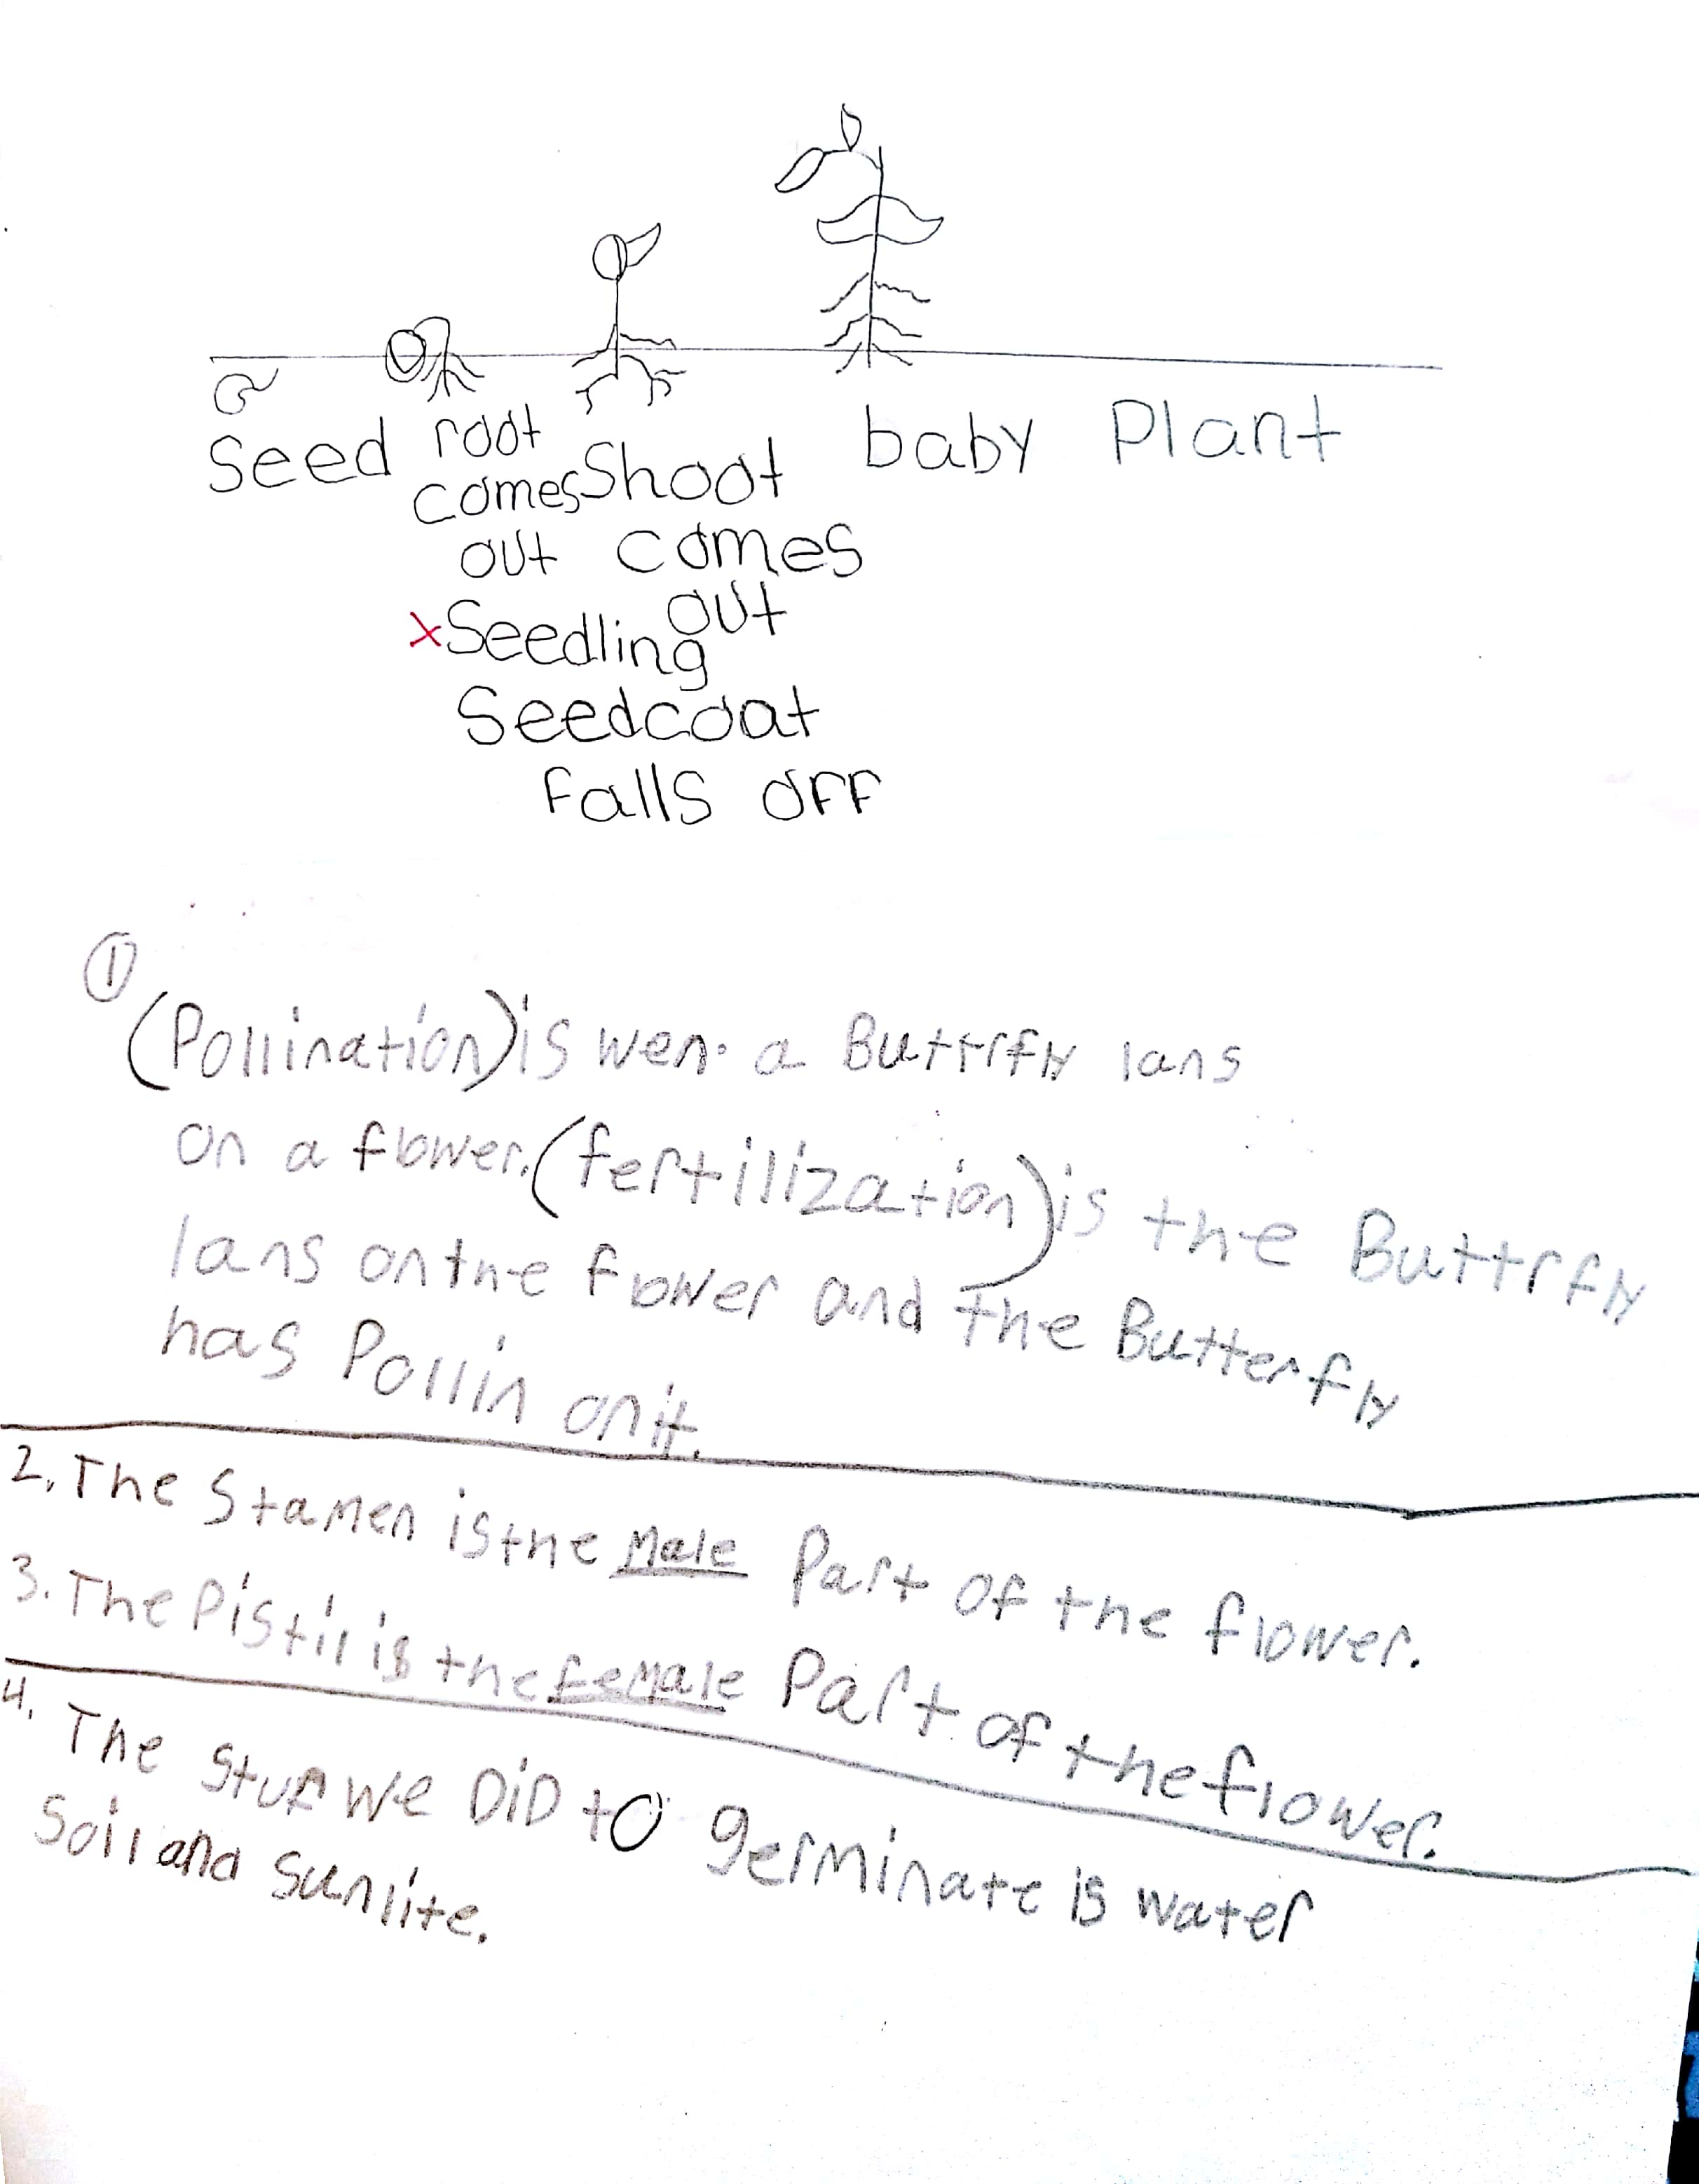 seed root baby Plant
comes shoot
out comes
xSeedling out
Seedcoat
falls off
①
(Pollination) is wen a Buttrfly lans
on a flower. (fertilization) is the Buttrfly
lans on the flower and the Butterfly
has Pollin on it.
2. The Stamen is the Male Part of the flower.
3. The Pistil is the female Part of the flower.
4. The stuf we DiD to germinate is water
Soil and Sunlite.